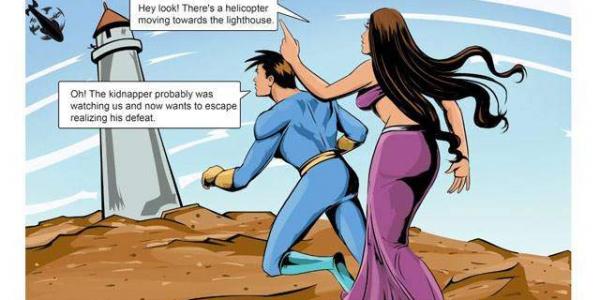 Hey look! There's a helicopter
moving towards the lighthouse.
Oh! The kidnapper probably was
watching us and now wants to escape
realizing his defeat.